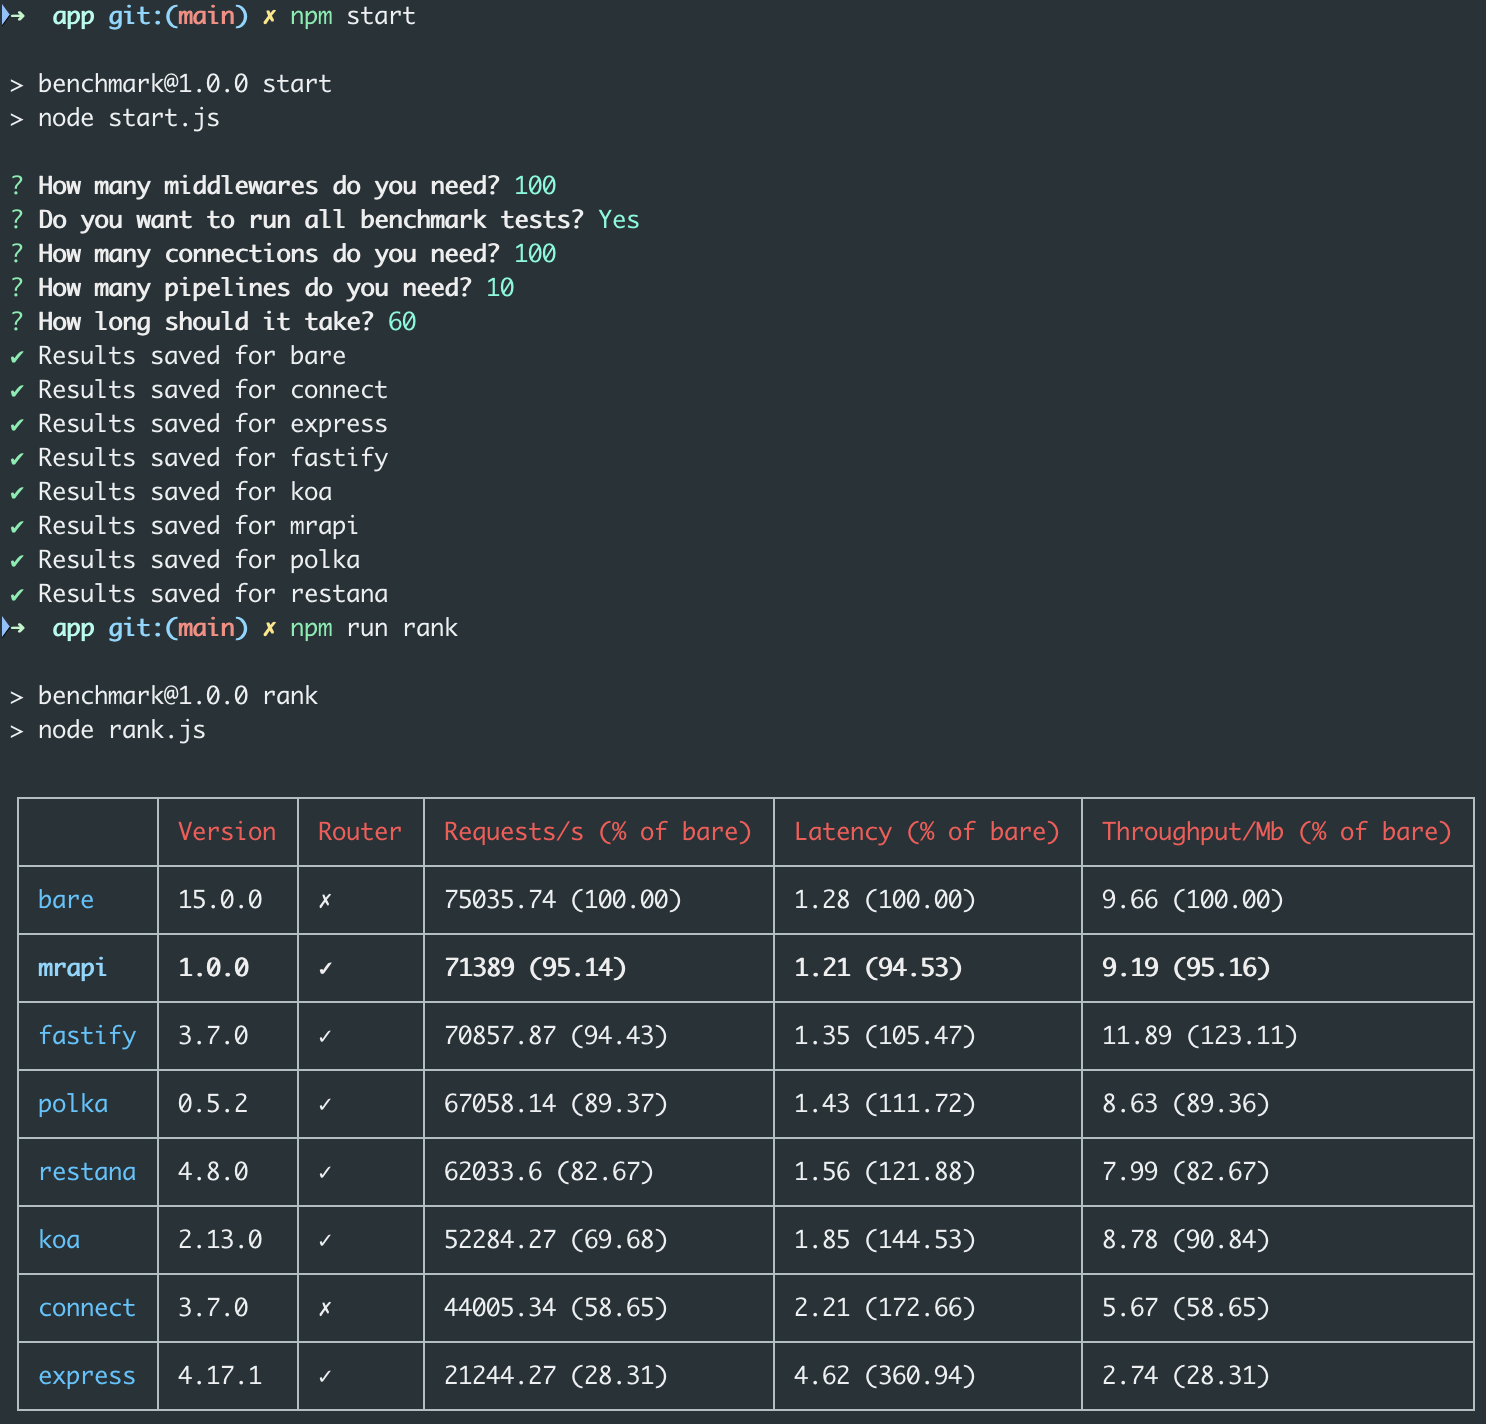 ➜  app git:(main) ✗ npm start
> benchmark@1.0.0 start
> node start.js
? How many middlewares do you need? 100
? Do you want to run all benchmark tests? Yes
? How many connections do you need? 100
? How many pipelines do you need? 10
? How long should it take? 60
✔ Results saved for bare
✔ Results saved for connect
✔ Results saved for express
✔ Results saved for fastify
✔ Results saved for koa
✔ Results saved for mrapi
✔ Results saved for polka
✔ Results saved for restana
➜  app git:(main) ✗ npm run rank
> benchmark@1.0.0 rank
> node rank.js
Version Router Requests/s (% of bare) Latency (% of bare) Throughput/Mb (% of bare)
bare 15.0.0 ✗ 75035.74 (100.00) 1.28 (100.00) 9.66 (100.00)
mrapi 1.0.0 ✓ 71389 (95.14) 1.21 (94.53) 9.19 (95.16)
fastify 3.7.0 ✓ 70857.87 (94.43) 1.35 (105.47) 11.89 (123.11)
polka 0.5.2 ✓ 67058.14 (89.37) 1.43 (111.72) 8.63 (89.36)
restana 4.8.0 ✓ 62033.6 (82.67) 1.56 (121.88) 7.99 (82.67)
koa 2.13.0 ✓ 52284.27 (69.68) 1.85 (144.53) 8.78 (90.84)
connect 3.7.0 ✗ 44005.34 (58.65) 2.21 (172.66) 5.67 (58.65)
express 4.17.1 ✓ 21244.27 (28.31) 4.62 (360.94) 2.74 (28.31)